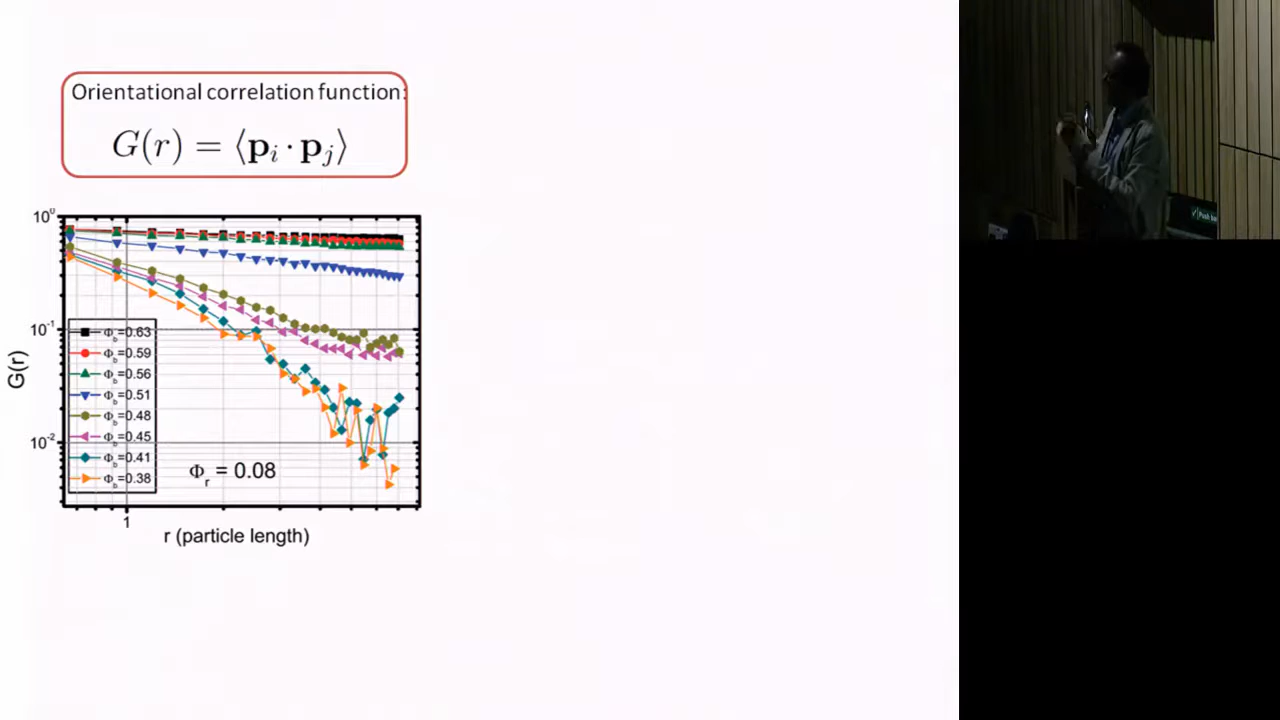 Orientational correlation function:
G(r) = ⟨p_i · p_j⟩
10^0
10^-1
10^-2
G(r)
Φ_b=0.63
Φ_b=0.59
Φ_b=0.56
Φ_b=0.51
Φ_b=0.48
Φ_b=0.45
Φ_b=0.41
Φ_b=0.38
Φ_r = 0.08
1
r (particle length)